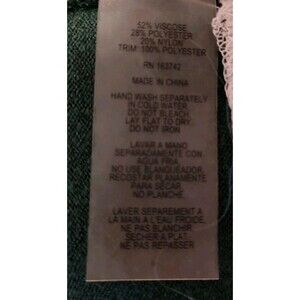 52% VISCOSE
28% POLYESTER
20% NYLON
TRIM: 100% POLYESTER
RN 162742
MADE IN CHINA
HAND WASH SEPARATELY
IN COLD WATER.
DO NOT BLEACH.
LAY FLAT TO DRY.
DO NOT IRON
LAVAR A MANO
SEPARADAMENTE CON
AGUA FRIA.
NO USE BLANQUEADOR.
RECOSTAR PLANAMENTE
PARA SECAR.
NO PLANCHE.
LAVER SEPAREMENT A
LA MAIN A L'EAU FROIDE.
NE PAS BLANCHIR.
SECHER A PLAT.
NE PAS REPASSER